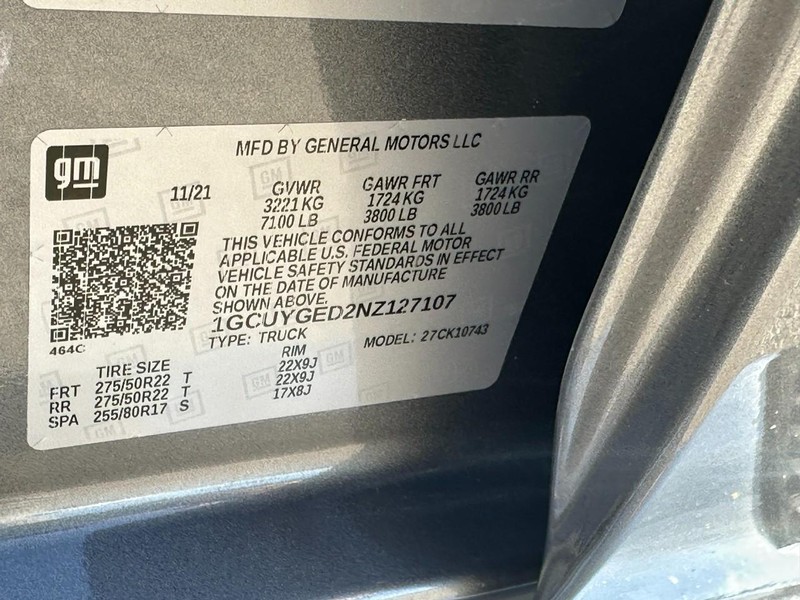 gm
MFD BY GENERAL MOTORS LLC
11/21 GVWR GAWR FRT GAWR RR
3221 KG 1724 KG 1724 KG
7100 LB 3800 LB 3800 LB
THIS VEHICLE CONFORMS TO ALL
APPLICABLE U.S. FEDERAL MOTOR
VEHICLE SAFETY STANDARDS IN EFFECT
ON THE DATE OF MANUFACTURE
SHOWN ABOVE.
1GCUYGED2NZ127107
464C
TYPE: TRUCK MODEL: 27CK10743
TIRE SIZE RIM
FRT 275/50R22 T 22X9J
RR 275/50R22 T 22X9J
SPA 255/80R17 S 17X8J